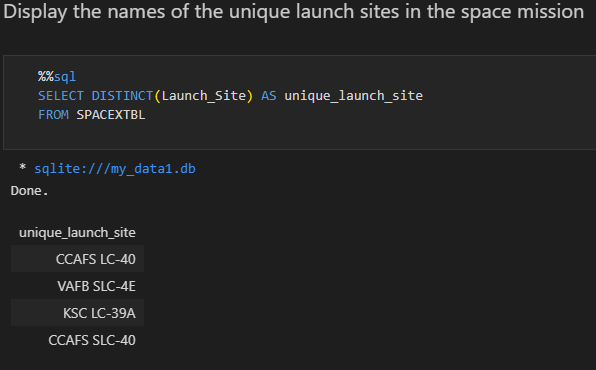 Display the names of the unique launch sites in the space mission
%%sql
SELECT DISTINCT(Launch_Site) AS unique_launch_site
FROM SPACEXTBL
* sqlite:///my_data1.db
Done.
unique_launch_site
CCAFS LC-40
VAFB SLC-4E
KSC LC-39A
CCAFS SLC-40